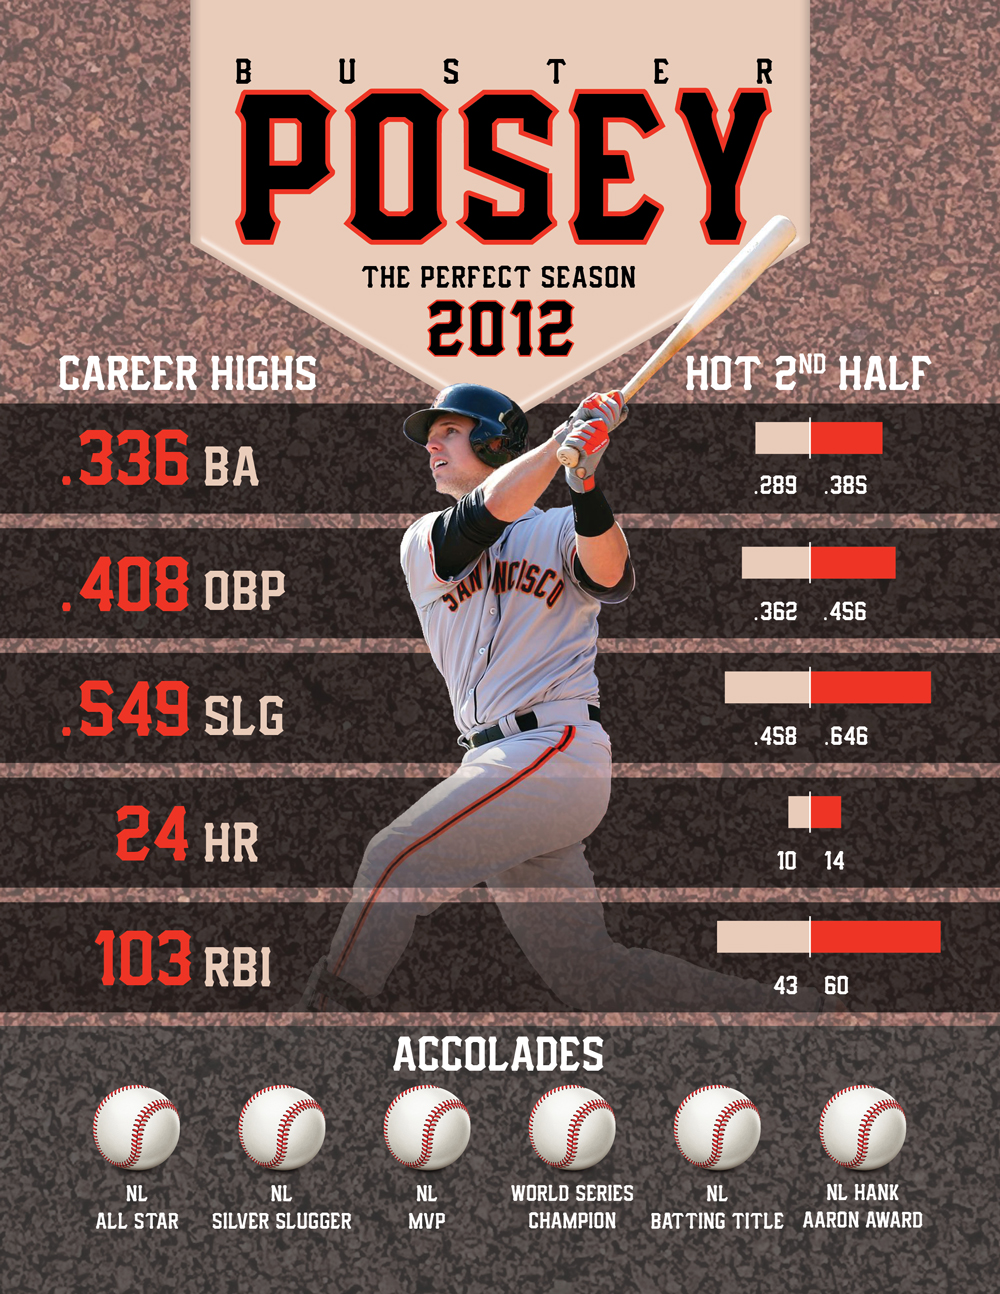 BUSTER
POSEY
THE PERFECT SEASON
2012
CAREER HIGHS
.336 BA
.408 OBP
.549 SLG
24 HR
103 RBI
HOT 2ND HALF
.289 .385
.362 .456
.458 .646
10 14
43 60
SAN FRANCISCO
ACCOLADES
NL
ALL STAR
NL
SILVER SLUGGER
NL
MVP
WORLD SERIES
CHAMPION
NL
BATTING TITLE
NL HANK
AARON AWARD